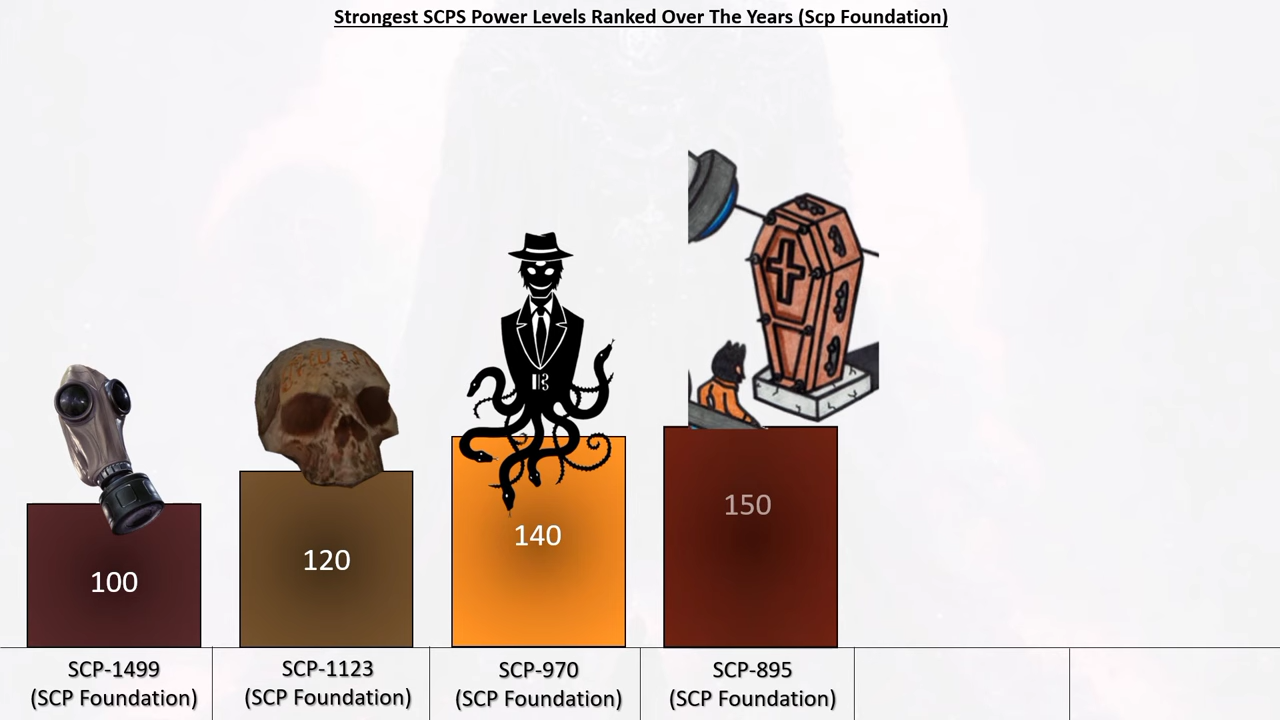 Strongest SCPS Power Levels Ranked Over The Years (Scp Foundation)
100
120
140
150
SCP-1499
(SCP Foundation)
SCP-1123
(SCP Foundation)
SCP-970
(SCP Foundation)
SCP-895
(SCP Foundation)